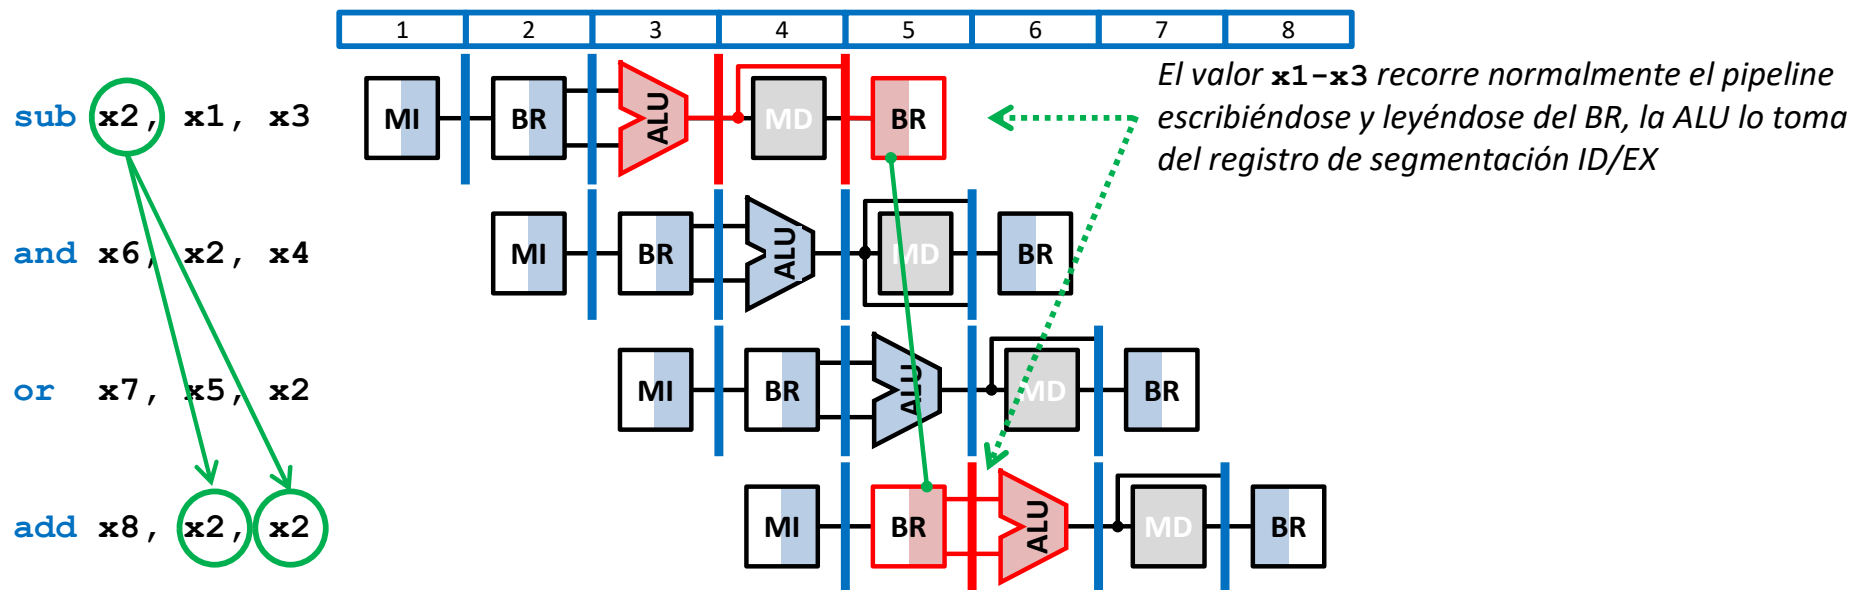 1 2 3 4 5 6 7 8
El valor x1-x3 recorre normalmente el pipeline
escribiéndose y leyéndose del BR, la ALU lo toma
del registro de segmentación ID/EX
sub x2, x1, x3
MI BR ALU MD BR
and x6, x2, x4
MI BR ALU MD BR
or x7, x5, x2
MI BR ALU MD BR
add x8, x2, x2
MI BR ALU MD BR